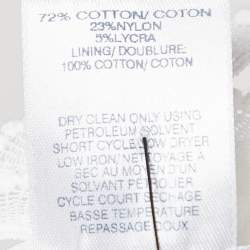 72% COTTON/ COTON
23%NYLON
5%LYCRA
LINING/ DOUBLURE:
100% COTTON/ COTON
DRY CLEAN ONLY USING
PETROLEUM SOLVENT
SHORT CYCLE LOW DRYER
LOW IRON/ NETTOYAGE A
SEC AU MOYEN D'UN
SOLVANT PETROLIER
CYCLE COURT SECHAGE
BASSE TEMPERATURE
REPASSAGE DOUX